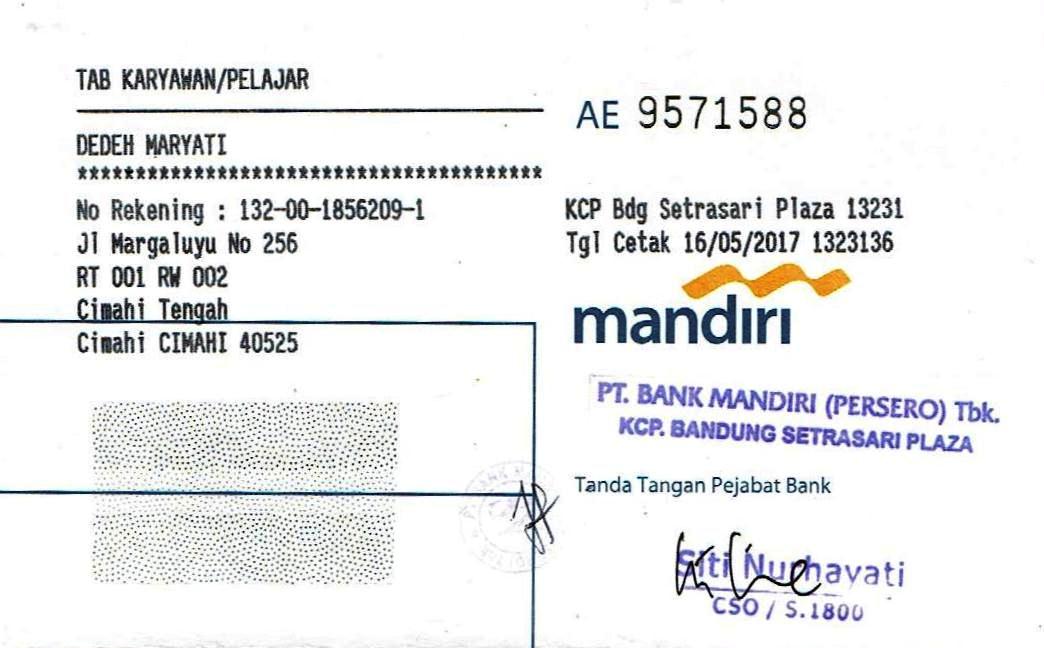 TAB KARYAWAN/PELAJAR
DEDEH MARYATI
****************************************
No Rekening : 132-00-1856209-1
Jl Margaluyu No 256
RT 001 RW 002
Cimahi Tengah
Cimahi CIMAHI 40525
AE 9571588
KCP Bdg Setrasari Plaza 13231
Tgl Cetak 16/05/2017 1323136
mandiri
PT. BANK MANDIRI (PERSERO) Tbk.
KCP. BANDUNG SETRASARI PLAZA
Tanda Tangan Pejabat Bank
Siti Nurhayati
CSO / S.1800